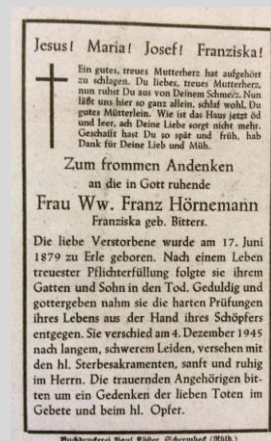 Jesus! Maria! Josef! Franziska!
Ein gutes, treues Mutterherz hat aufgehört
zu schlagen. Du liebes, treues Mutterherz,
nun ruhst Du aus von Deinem Schmerz. Nun
läßt uns hier so ganz allein, schlaf wohl, Du
gutes Mütterlein. Wie ist das Haus jetzt öd
und leer, ach Deine Liebe sorgt nicht mehr.
Geschafft hast Du so spät und früh, hab
Dank für Deine Lieb und Müh.
Zum frommen Andenken
an die in Gott ruhende
Frau Ww. Franz Hörnemann
Franziska geb. Bitters.
Die liebe Verstorbene wurde am 17. Juni
1879 zu Erle geboren. Nach einem Leben
treuester Pflichterfüllung folgte sie ihrem
Gatten und Sohn in den Tod. Geduldig und
gottergeben nahm sie die harten Prüfungen
ihres Lebens aus der Hand ihres Schöpfers
entgegen. Sie verschied am 4. Dezember 1945
nach langem, schwerem Leiden, versehen mit
den hl. Sterbesakramenten, sanft und ruhig
im Herrn. Die trauernden Angehörigen bit-
ten um ein Gedenken der lieben Toten im
Gebete und beim hl. Opfer.
Buchdruckerei Paul Schermbeck